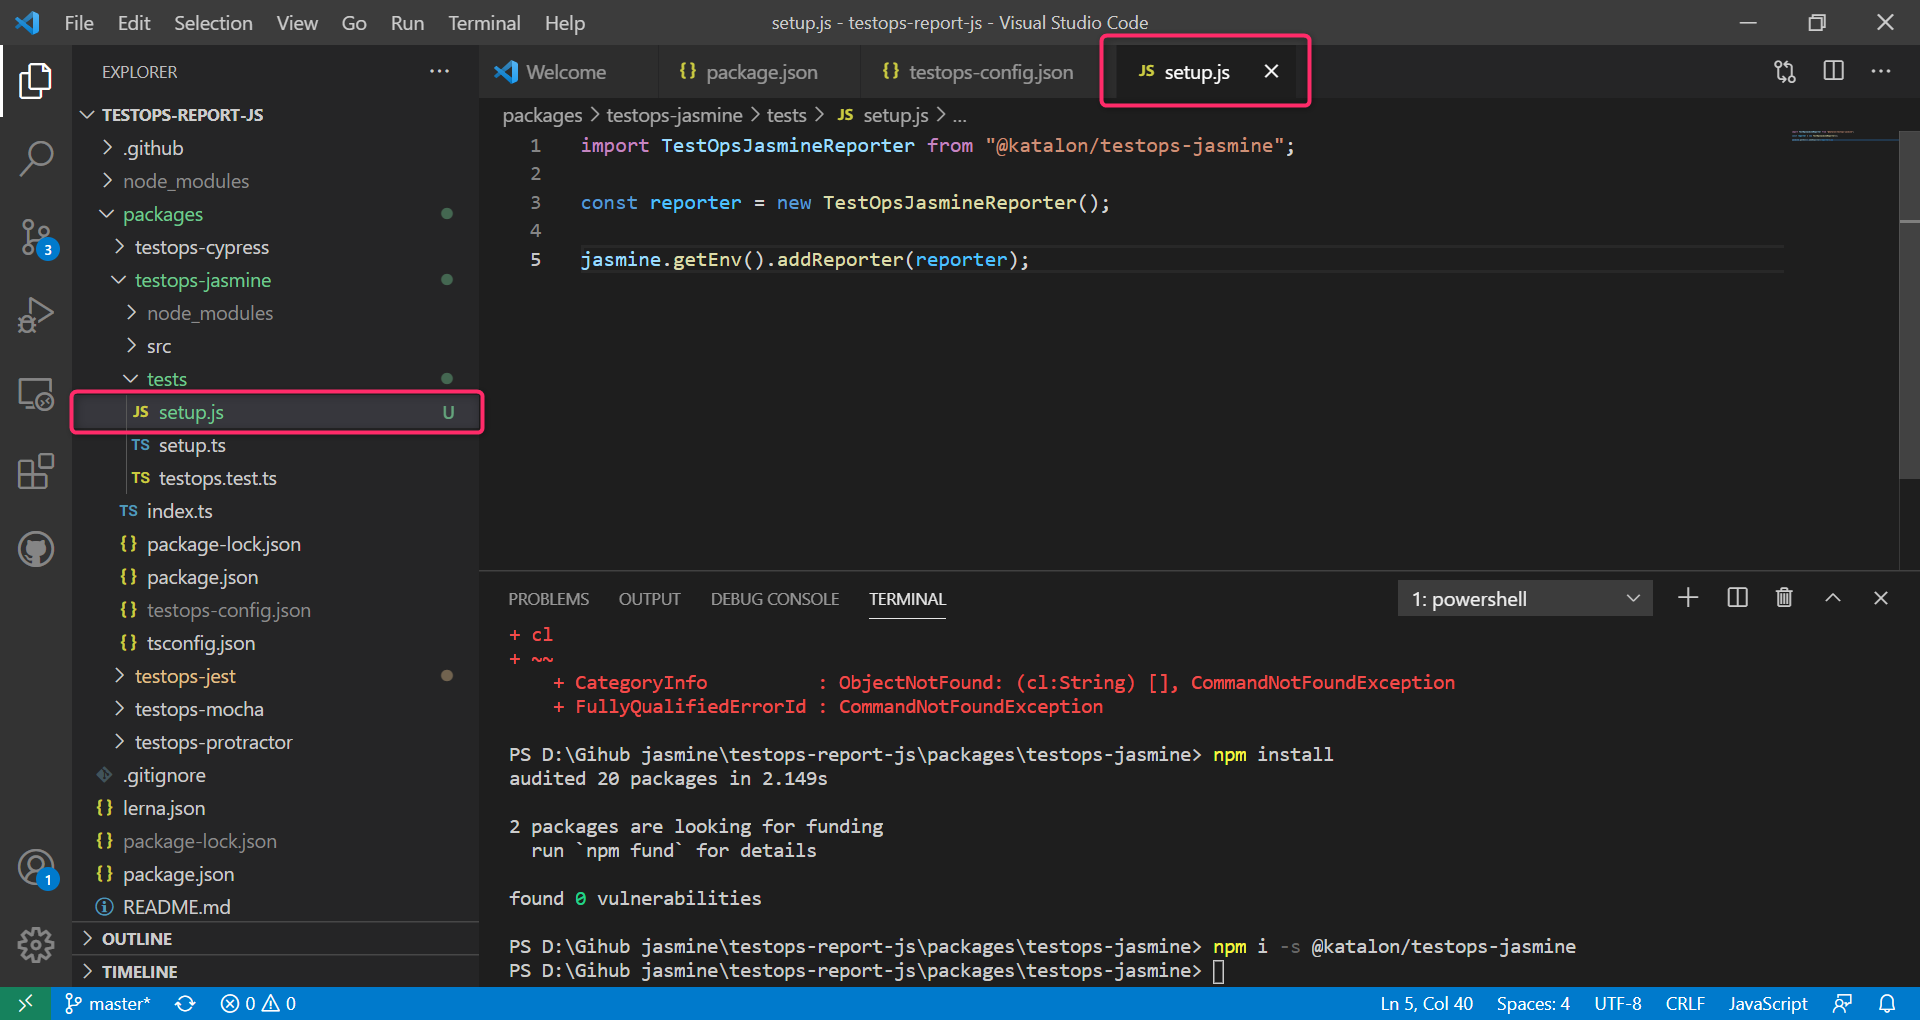 File Edit Selection View Go Run Terminal Help
setup.js - testops-report-js - Visual Studio Code
EXPLORER
TESTOPS-REPORT-JS
.github
node_modules
packages
testops-cypress
testops-jasmine
node_modules
src
tests
JS setup.js U
TS setup.ts
TS testops.test.ts
TS index.ts
{} package-lock.json
{} package.json
{} testops-config.json
{} tsconfig.json
testops-jest
testops-mocha
testops-protractor
.gitignore
{} lerna.json
{} package-lock.json
{} package.json
README.md
OUTLINE
TIMELINE
3
1
Welcome {} package.json {} testops-config.json JS setup.js
packages > testops-jasmine > tests > JS setup.js > ...
1 import TestOpsJasmineReporter from "@katalon/testops-jasmine";
2
3 const reporter = new TestOpsJasmineReporter();
4
5 jasmine.getEnv().addReporter(reporter);
PROBLEMS OUTPUT DEBUG CONSOLE TERMINAL 1: powershell
+ cl
+ ~~
+ CategoryInfo : ObjectNotFound: (cl:String) [], CommandNotFoundException
+ FullyQualifiedErrorId : CommandNotFoundException
PS D:\Gihub jasmine\testops-report-js\packages\testops-jasmine> npm install
audited 20 packages in 2.149s
2 packages are looking for funding
run `npm fund` for details
found 0 vulnerabilities
PS D:\Gihub jasmine\testops-report-js\packages\testops-jasmine> npm i -s @katalon/testops-jasmine
PS D:\Gihub jasmine\testops-report-js\packages\testops-jasmine>
master* 0 0 Ln 5, Col 40 Spaces: 4 UTF-8 CRLF JavaScript